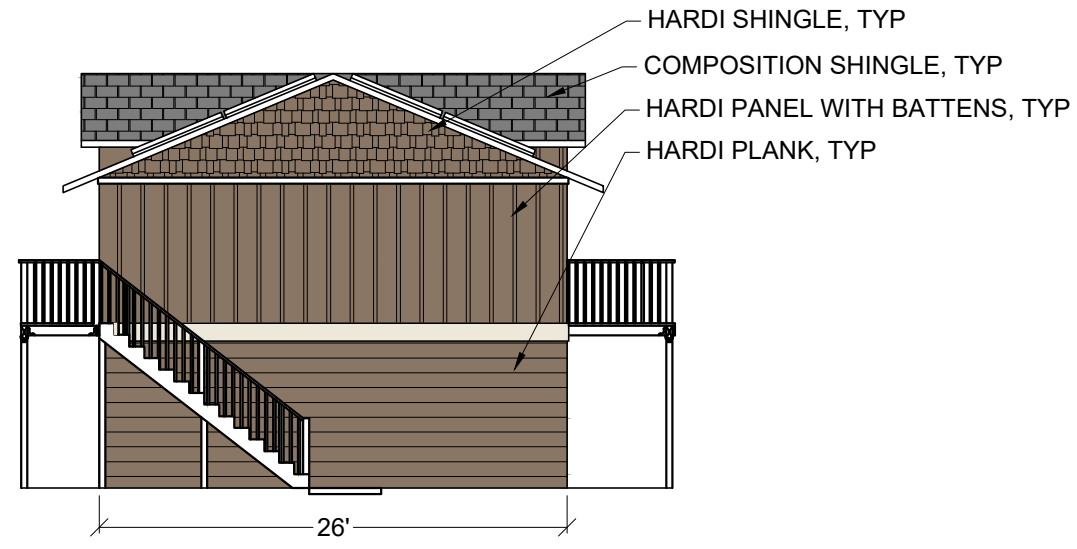 HARDI SHINGLE, TYP
COMPOSITION SHINGLE, TYP
HARDI PANEL WITH BATTENS, TYP
HARDI PLANK, TYP
26'